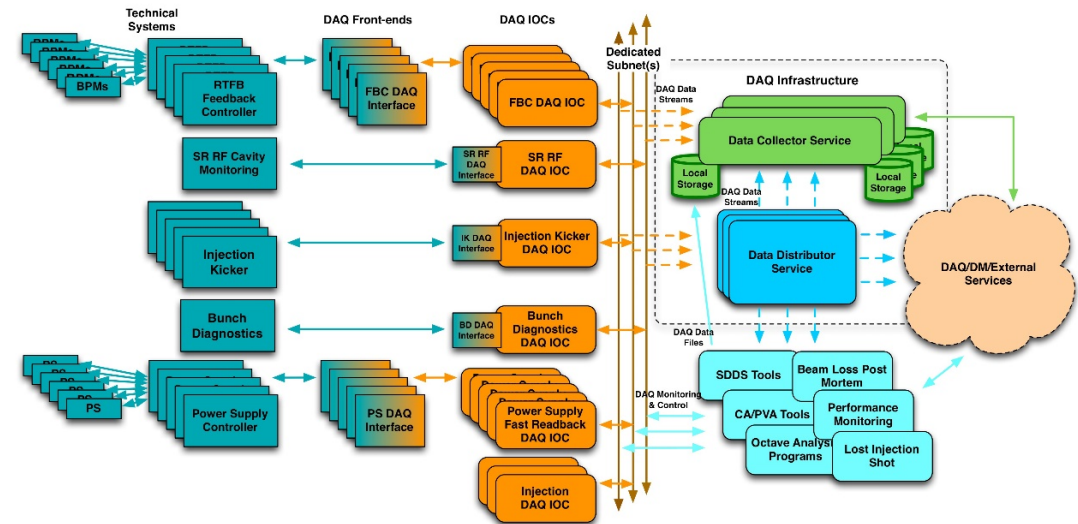 Technical
Systems
DAQ Front-ends
DAQ IOCs
Dedicated
Subnet(s)
DAQ Infrastructure
BPMs
BPMs
RTFB
Feedback
Controller
FBC DAQ
Interface
FBC DAQ IOC
DAQ Data
Streams
Data Collector Service
Local
Storage
Local
Storage
SR RF Cavity
Monitoring
SR RF
DAQ
Interface
SR RF
DAQ IOC
DAQ Data
Streams
Injection
Kicker
IK DAQ
Interface
Injection Kicker
DAQ IOC
Data Distributor
Service
DAQ/DM/External
Services
Bunch
Diagnostics
BD DAQ
Interface
Bunch
Diagnostics
DAQ IOC
DAQ Data
Files
PS
PS
Power Supply
Controller
PS DAQ
Interface
Power Supply
Fast Readback
DAQ IOC
DAQ Monitoring
& Control
SDDS Tools
Beam Loss Post
Mortem
CA/PVA Tools
Performance
Monitoring
Octave Analyst
Programs
Lost Injection
Shot
Injection
DAQ IOC